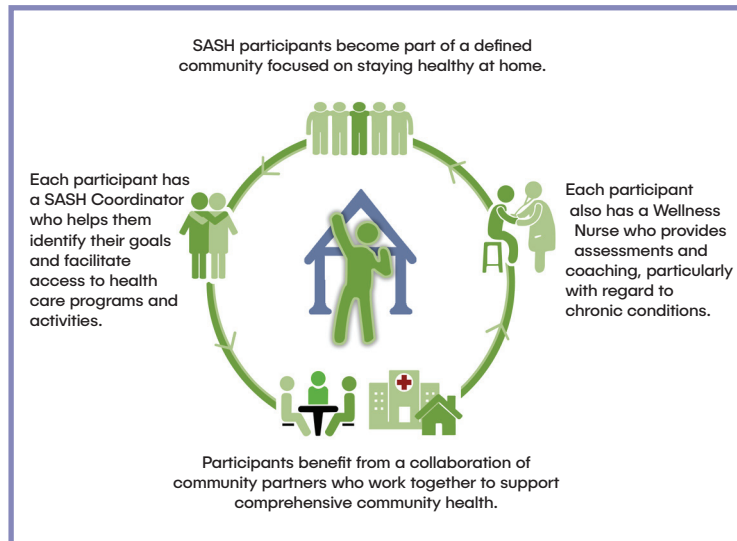 SASH participants become part of a defined
community focused on staying healthy at home.
Each participant has
a SASH Coordinator
who helps them
identify their goals
and facilitate
access to health
care programs and
activities.
Each participant
also has a Wellness
Nurse who provides
assessments and
coaching, particularly
with regard to
chronic conditions.
Participants benefit from a collaboration of
community partners who work together to support
comprehensive community health.